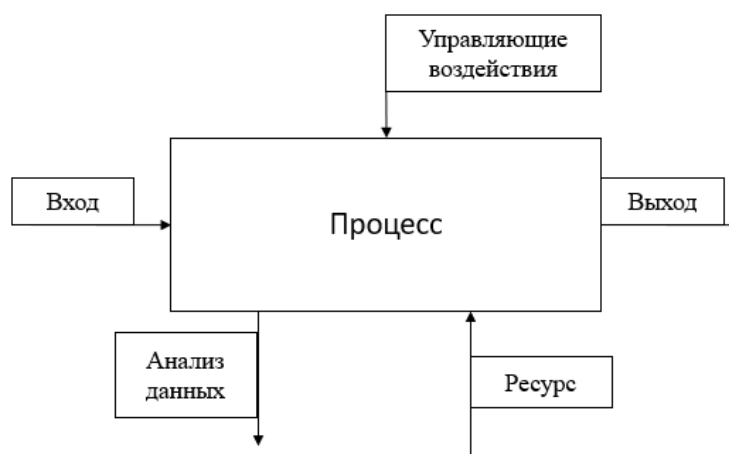 Управляющие
воздействия
Вход
Процесс
Выход
Анализ
данных
Ресурс